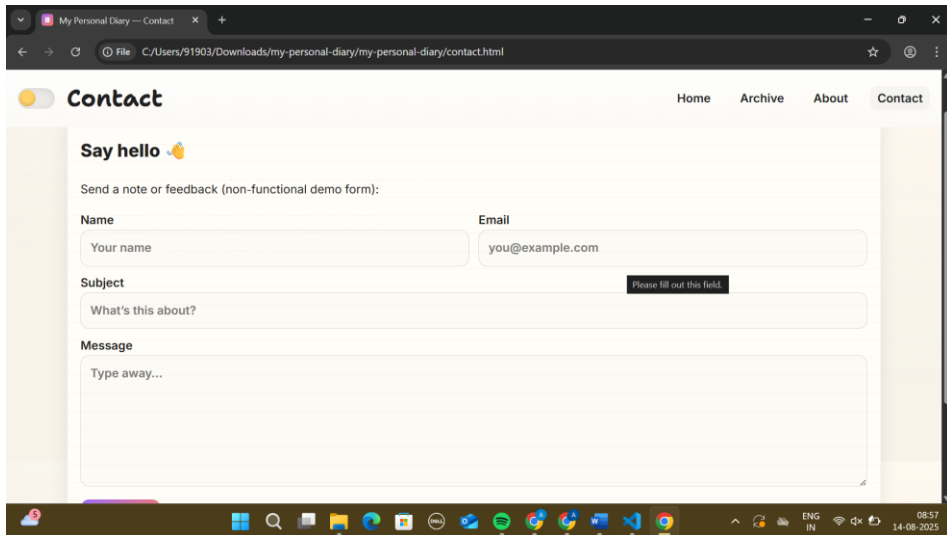 My Personal Diary — Contact
File C:/Users/91903/Downloads/my-personal-diary/my-personal-diary/contact.html
Contact Home Archive About Contact
Say hello 👋
Send a note or feedback (non-functional demo form):
Name Email
Your name you@example.com
Subject
Please fill out this field.
What's this about?
Message
Type away...
5
DELL
ENG 08:57
IN 14-08-2025